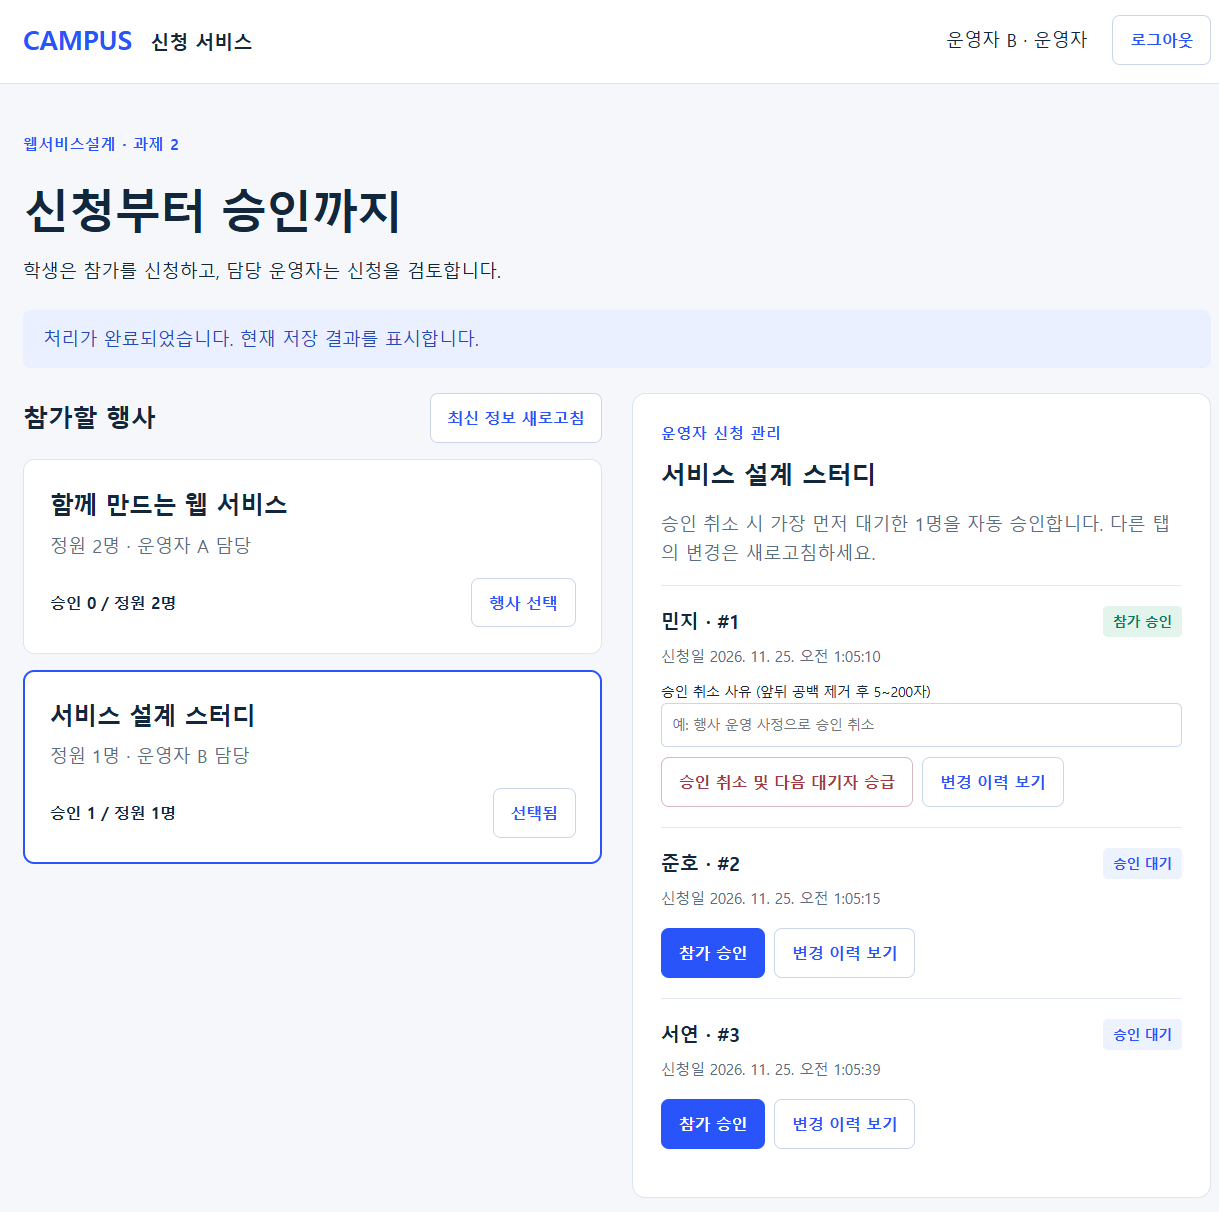 CAMPUS 신청 서비스
운영자 B · 운영자
로그아웃
웹서비스설계 · 과제 2
신청부터 승인까지
학생은 참가를 신청하고, 담당 운영자는 신청을 검토합니다.
처리가 완료되었습니다. 현재 저장 결과를 표시합니다.
참가할 행사
최신 정보 새로고침
함께 만드는 웹 서비스
정원 2명 · 운영자 A 담당
승인 0 / 정원 2명
행사 선택
서비스 설계 스터디
정원 1명 · 운영자 B 담당
승인 1 / 정원 1명
선택됨
운영자 신청 관리
서비스 설계 스터디
승인 취소 시 가장 먼저 대기한 1명을 자동 승인합니다. 다른 탭
의 변경은 새로고침하세요.
민지 · #1
참가 승인
신청일 2026. 11. 25. 오전 1:05:10
승인 취소 사유 (앞뒤 공백 제거 후 5~200자)
예: 행사 운영 사정으로 승인 취소
승인 취소 및 다음 대기자 승급
변경 이력 보기
준호 · #2
승인 대기
신청일 2026. 11. 25. 오전 1:05:15
참가 승인
변경 이력 보기
서연 · #3
승인 대기
신청일 2026. 11. 25. 오전 1:05:39
참가 승인
변경 이력 보기